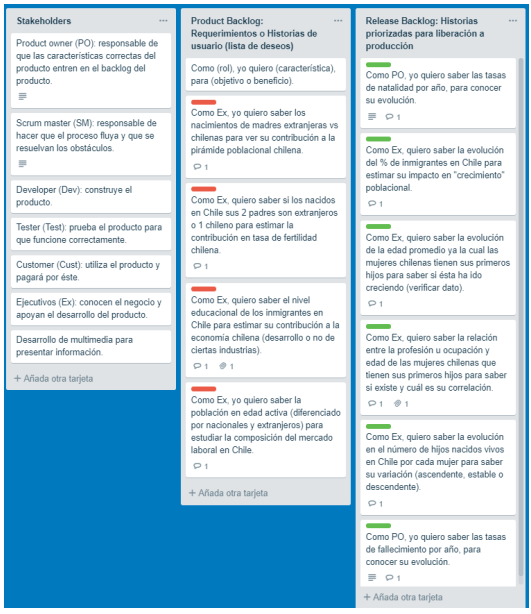 Stakeholders
Product owner (PO): responsable de
que las características correctas del
producto entren en el backlog del
producto.
Scrum master (SM): responsable de
hacer que el proceso fluya y que se
resuelvan los obstáculos.
Developer (Dev): construye el
producto.
Tester (Test): prueba el producto para
que funcione correctamente.
Customer (Cust): utiliza el producto y
pagará por éste.
Ejecutivos (Ex): conocen el negocio y
apoyan el desarrollo del producto.
Desarrollo de multimedia para
presentar información.
+ Añada otra tarjeta
Product Backlog:
Requerimientos o Historias de
usuario (lista de deseos)
Como (rol), yo quiero (característica),
para (objetivo o beneficio).
Como Ex, yo quiero saber los
nacimientos de madres extranjeras vs
chilenas para ver su contribución a la
pirámide poblacional chilena.
1
Como Ex, quiero saber si los nacidos
en Chile sus 2 padres son extranjeros
o 1 chileno para estimar la
contribución en tasa de fertilidad
chilena.
1
Como Ex, quiero saber el nivel
educacional de los inmigrantes en
Chile para estimar su contribución a la
economía chilena (desarrollo o no de
ciertas industrias).
1 1
Como Ex, yo quiero saber la
población en edad activa (diferenciado
por nacionales y extranjeros) para
estudiar la composición del mercado
laboral en Chile.
1
+ Añada otra tarjeta
Release Backlog: Historias
priorizadas para liberación a
producción
Como PO, yo quiero saber las tasas
de natalidad por año, para conocer
su evolución.
1
Como Ex, quiero saber la evolución
del % de inmigrantes en Chile para
estimar su impacto en "crecimiento"
poblacional.
1
Como Ex, quiero saber la evolución
de la edad promedio ya la cual las
mujeres chilenas tienen sus primeros
hijos para saber si ésta ha ido
creciendo (verificar dato).
1
Como Ex, quiero saber la relación
entre la profesión u ocupación y
edad de las mujeres chilenas que
tienen sus primeros hijos para saber
si existe y cuál es su correlación.
1 1
Como Ex, quiero saber la evolución
en el número de hijos nacidos vivos
en Chile por cada mujer para saber
su variación (ascendente, estable o
descendente).
1
Como PO, yo quiero saber las tasas
de fallecimiento por año, para
conocer su evolución.
1
+ Añada otra tarjeta